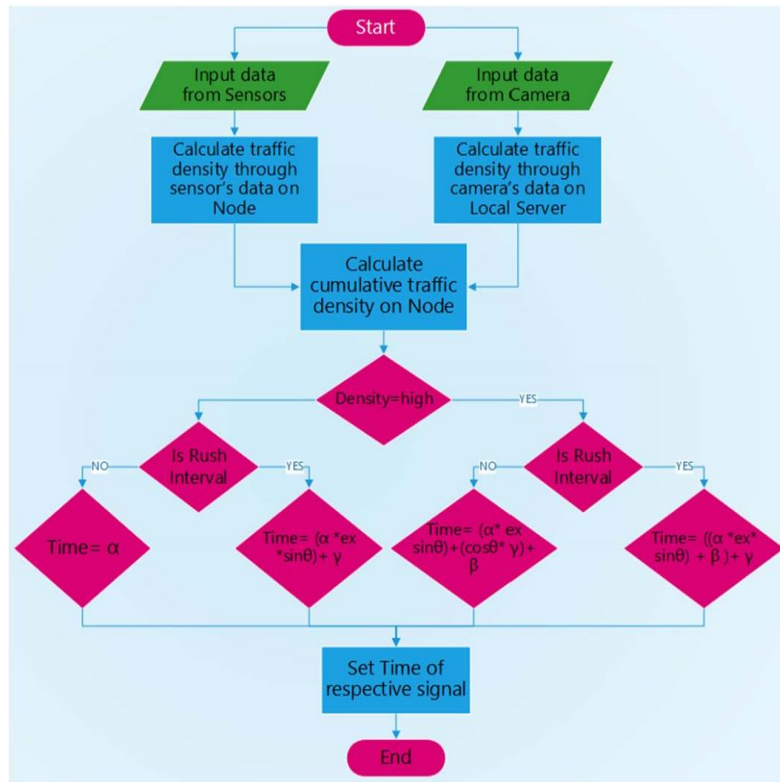 Start
Input data
from Sensors
Input data
from Camera
Calculate traffic
density through
sensor's data on
Node
Calculate traffic
density through
camera's data on
Local Server
Calculate
cumulative traffic
density on Node
Density=high
YES
Is Rush
Interval
Is Rush
Interval
NO
YES
NO
YES
Time= α
Time= (α *ex
*sinθ)+ γ
Time= (α* ex
sinθ)+(cosθ* γ)+
β
Time= ((α *ex*
sinθ) + β )+ γ
Set Time of
respective signal
End